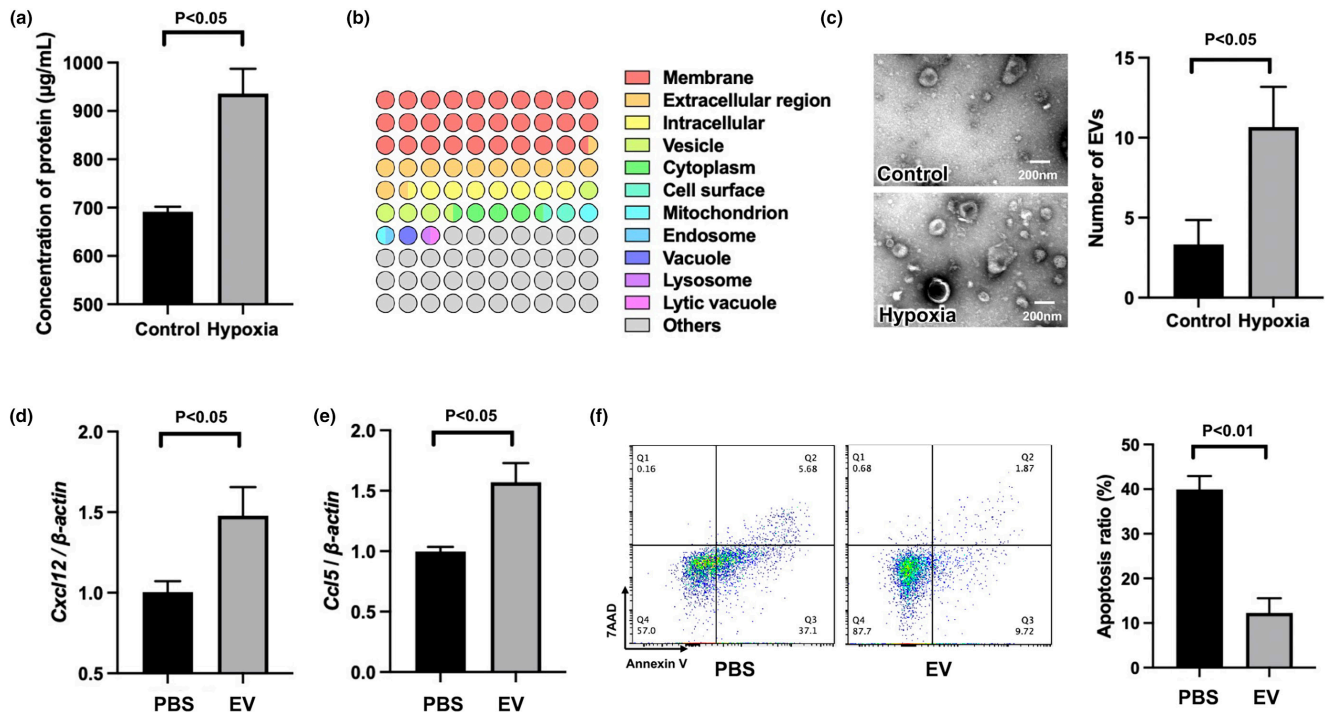 (a)
P<0.05
Concentration of protein (µg/mL)
1000
900
800
700
600
500
Control Hypoxia
(b)
Membrane
Extracellular region
Intracellular
Vesicle
Cytoplasm
Cell surface
Mitochondrion
Endosome
Vacuole
Lysosome
Lytic vacuole
Others
(c)
Control
200nm
Hypoxia
200nm
P<0.05
Number of EVs
15
10
5
0
Control Hypoxia
(d)
P<0.05
Cxcl12 / β-actin
2.0
1.5
1.0
0.5
PBS EV
(e)
P<0.05
Ccl5 / β-actin
2.0
1.5
1.0
0.5
0.0
PBS EV
(f)
Q1
0.16
Q2
5.68
Q4
57.0
Q3
37.1
7AAD
Annexin V
PBS
Q1
0.68
Q2
1.87
Q4
87.7
Q3
9.72
EV
P<0.01
Apoptosis ratio (%)
50
40
30
20
10
0
PBS EV